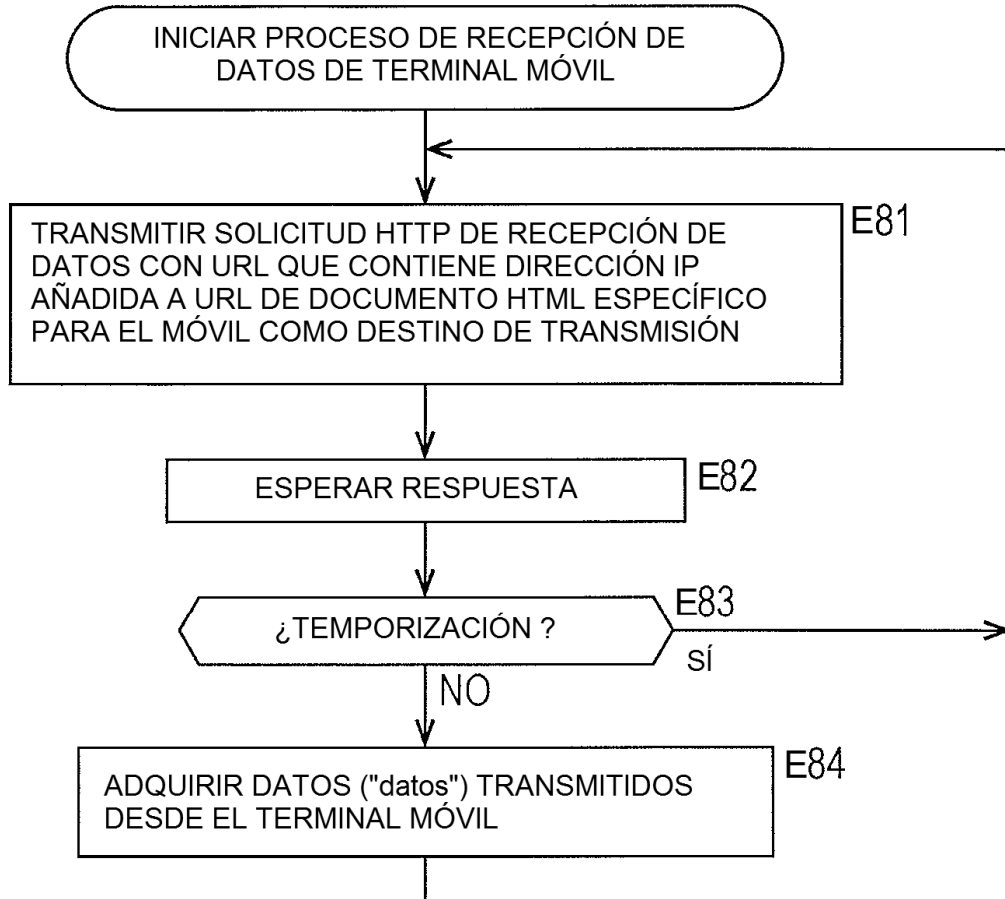 INICIAR PROCESO DE RECEPCIÓN DE
DATOS DE TERMINAL MÓVIL
E81
TRANSMITIR SOLICITUD HTTP DE RECEPCIÓN DE
DATOS CON URL QUE CONTIENE DIRECCIÓN IP
AÑADIDA A URL DE DOCUMENTO HTML ESPECÍFICO
PARA EL MÓVIL COMO DESTINO DE TRANSMISIÓN
E82
ESPERAR RESPUESTA
E83
¿TEMPORIZACIÓN ?
SÍ
NO
E84
ADQUIRIR DATOS ("datos") TRANSMITIDOS
DESDE EL TERMINAL MÓVIL